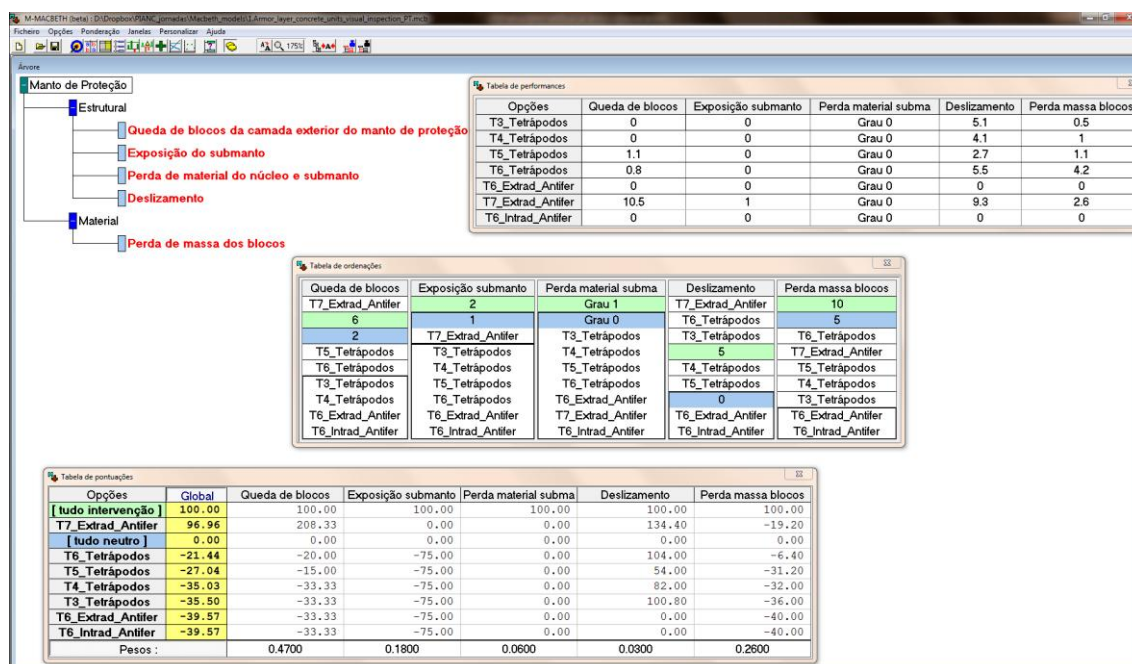 M-MACBETH (beta) : D:\Dropbox\PIANC_jornadas\Macbeth_models\1.Armor_layer_concrete_units_visual_inspection_PT.mcb
Ficheiro Opções Ponderação Janelas Personalizar Ajuda
175%
Árvore
Manto de Proteção
Estrutural
Queda de blocos da camada exterior do manto de proteção
Exposição do submanto
Perda de material do núcleo e submanto
Deslizamento
Material
Perda de massa dos blocos
Tabela de performances
Opções Queda de blocos Exposição submanto Perda material subma Deslizamento Perda massa blocos
T3_Tetrápodos 0 0 Grau 0 5.1 0.5
T4_Tetrápodos 0 0 Grau 0 4.1 1
T5_Tetrápodos 1.1 0 Grau 0 2.7 1.1
T6_Tetrápodos 0.8 0 Grau 0 5.5 4.2
T6_Extrad_Antifer 0 0 Grau 0 0 0
T7_Extrad_Antifer 10.5 1 Grau 0 9.3 2.6
T6_Intrad_Antifer 0 0 Grau 0 0 0
Tabela de ordenações
Queda de blocos Exposição submanto Perda material subma Deslizamento Perda massa blocos
T7_Extrad_Antifer 2 Grau 1 T7_Extrad_Antifer 10
6 1 Grau 0 T6_Tetrápodos 5
2 T7_Extrad_Antifer T3_Tetrápodos T3_Tetrápodos T6_Tetrápodos
T5_Tetrápodos T3_Tetrápodos T4_Tetrápodos 5 T7_Extrad_Antifer
T6_Tetrápodos T4_Tetrápodos T5_Tetrápodos T4_Tetrápodos T5_Tetrápodos
T3_Tetrápodos T5_Tetrápodos T6_Tetrápodos T5_Tetrápodos T4_Tetrápodos
T4_Tetrápodos T6_Tetrápodos T6_Extrad_Antifer 0 T3_Tetrápodos
T6_Extrad_Antifer T6_Extrad_Antifer T7_Extrad_Antifer T6_Extrad_Antifer T6_Extrad_Antifer
T6_Intrad_Antifer T6_Intrad_Antifer T6_Intrad_Antifer T6_Intrad_Antifer T6_Intrad_Antifer
Tabela de pontuações
Opções Global Queda de blocos Exposição submanto Perda material subma Deslizamento Perda massa blocos
[ tudo intervenção ] 100.00 100.00 100.00 100.00 100.00 100.00
T7_Extrad_Antifer 96.96 208.33 0.00 0.00 134.40 -19.20
[ tudo neutro ] 0.00 0.00 0.00 0.00 0.00 0.00
T6_Tetrápodos -21.44 -20.00 -75.00 0.00 104.00 -6.40
T5_Tetrápodos -27.04 -15.00 -75.00 0.00 54.00 -31.20
T4_Tetrápodos -35.03 -33.33 -75.00 0.00 82.00 -32.00
T3_Tetrápodos -35.50 -33.33 -75.00 0.00 100.80 -36.00
T6_Extrad_Antifer -39.57 -33.33 -75.00 0.00 0.00 -40.00
T6_Intrad_Antifer -39.57 -33.33 -75.00 0.00 0.00 -40.00
Pesos : 0.4700 0.1800 0.0600 0.0300 0.2600